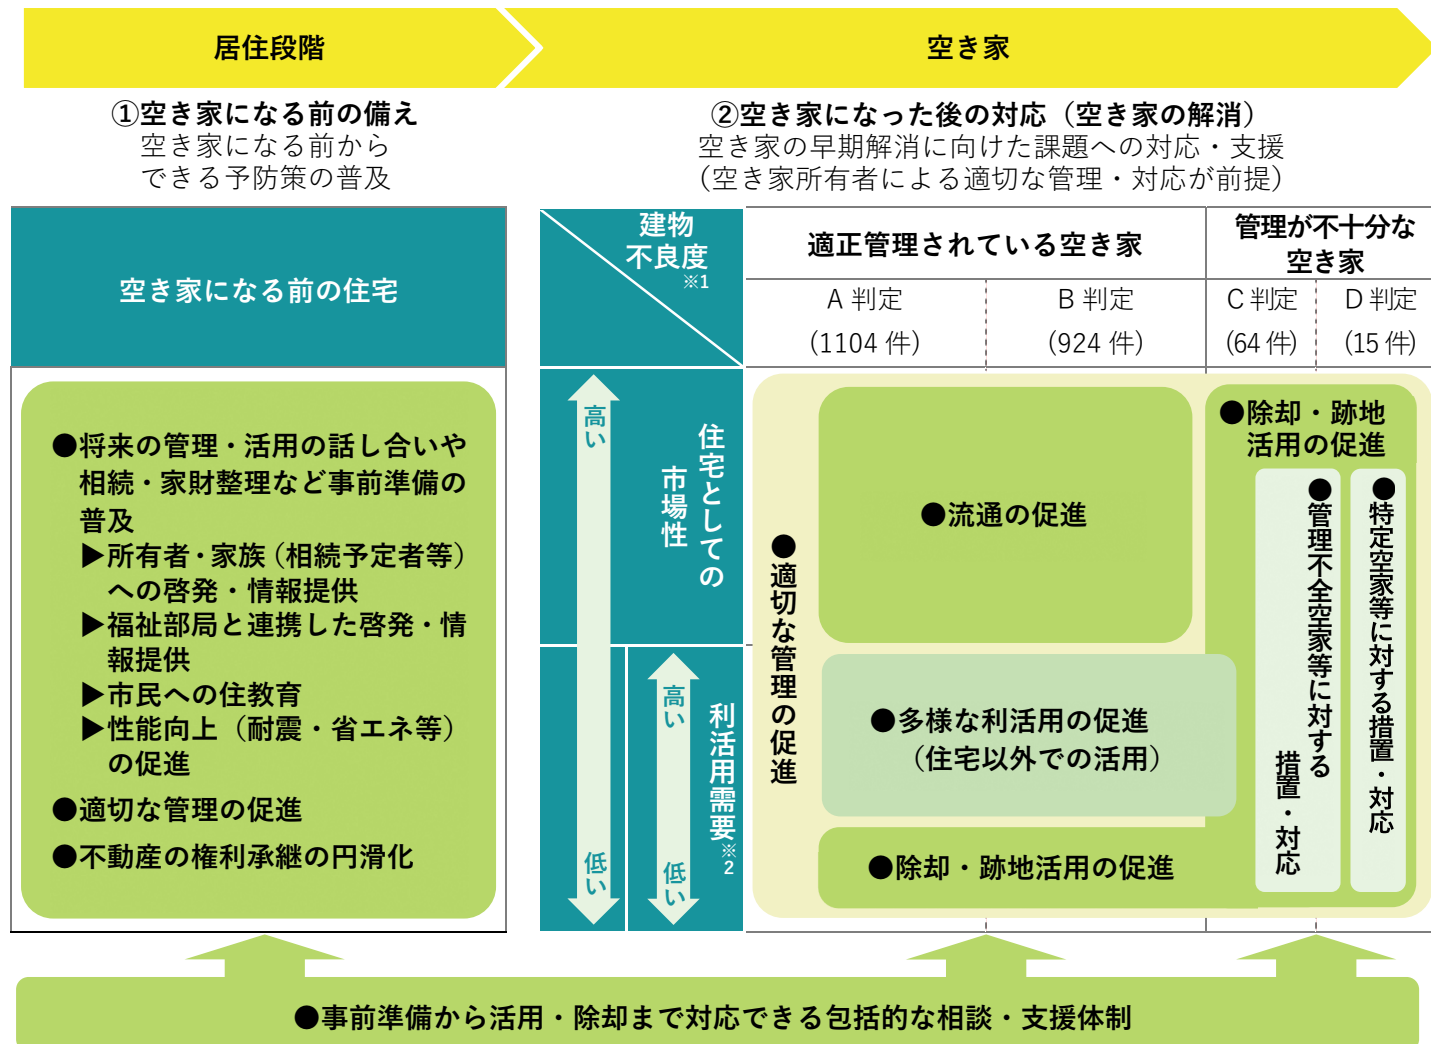 居住段階
空き家
①空き家になる前の備え
空き家になる前から
できる予防策の普及
②空き家になった後の対応（空き家の解消）
空き家の早期解消に向けた課題への対応・支援
（空き家所有者による適切な管理・対応が前提）
空き家になる前の住宅
●将来の管理・活用の話し合いや
相続・家財整理など事前準備の
普及
▶所有者・家族（相続予定者等）
への啓発・情報提供
▶福祉部局と連携した啓発・情
報提供
▶市民への住教育
▶性能向上（耐震・省エネ等）
の促進
●適切な管理の促進
●不動産の権利承継の円滑化
建物
不良度
※1
適正管理されている空き家
管理が不十分な
空き家
A 判定
(1104 件)
B 判定
(924 件)
C 判定
(64 件)
D 判定
(15 件)
高い
低い
住宅としての
市場性
高い
低い
利活用需要※2
●適切な管理の促進
●流通の促進
●多様な利活用の促進
（住宅以外での活用）
●除却・跡地活用の促進
●除却・跡地
活用の促進
●管理不全空家等に対する
措置・対応
●特定空家等に対する措置・対応
●事前準備から活用・除却まで対応できる包括的な相談・支援体制